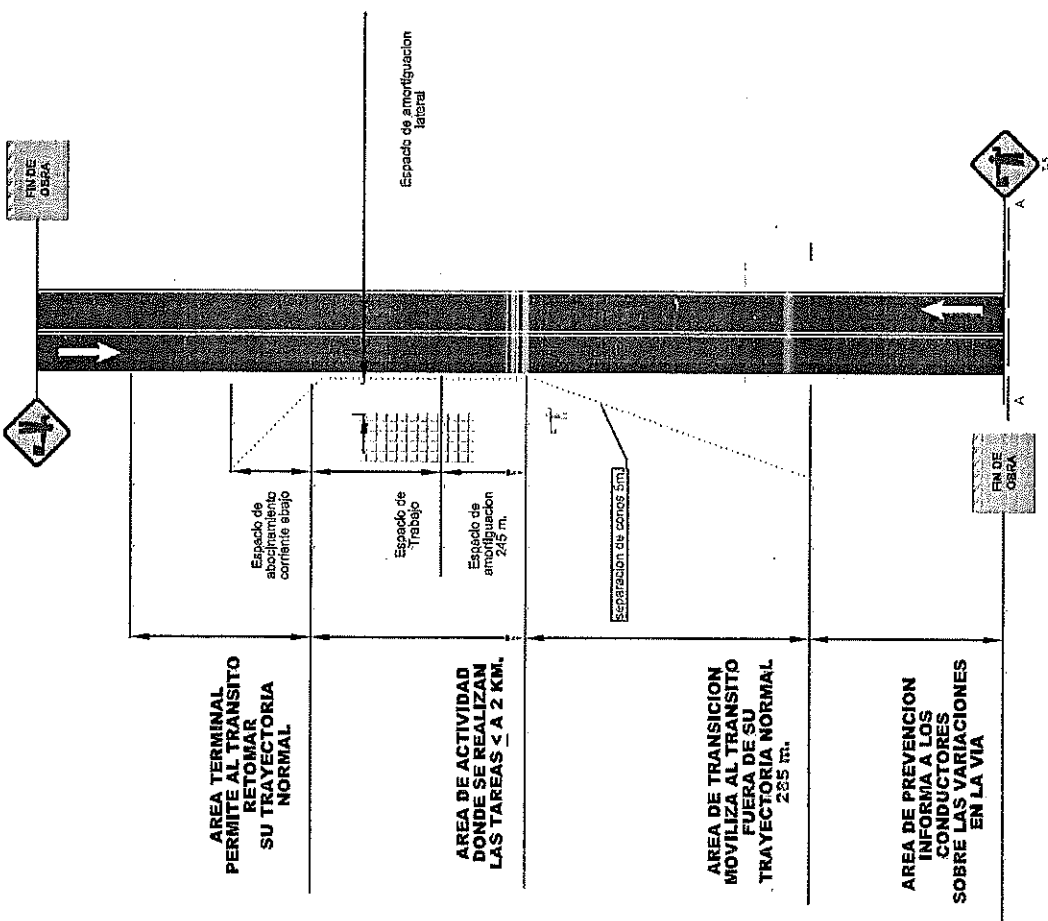 FIN DE
OBRA
Espacio de amortiguacion
lateral
Espacio de
abocinamiento
corriente abajo
Espacio de
Trabajo
Espacio de
amortiguacion
245 m.
separacion de conos 5m.
AREA TERMINAL
PERMITE AL TRANSITO
RETOMAR
SU TRAYECTORIA
NORMAL
AREA DE ACTIVIDAD
DONDE SE REALIZAN
LAS TAREAS < A 2 KM.
AREA DE TRANSICION
MOVILIZA AL TRANSITO
FUERA DE SU
TRAYECTORIA NORMAL
285 m.
AREA DE PREVENCION
INFORMA A LOS
CONDUCTORES
SOBRE LAS VARIACIONES
EN LA VIA
A
A
FIN DE
OBRA